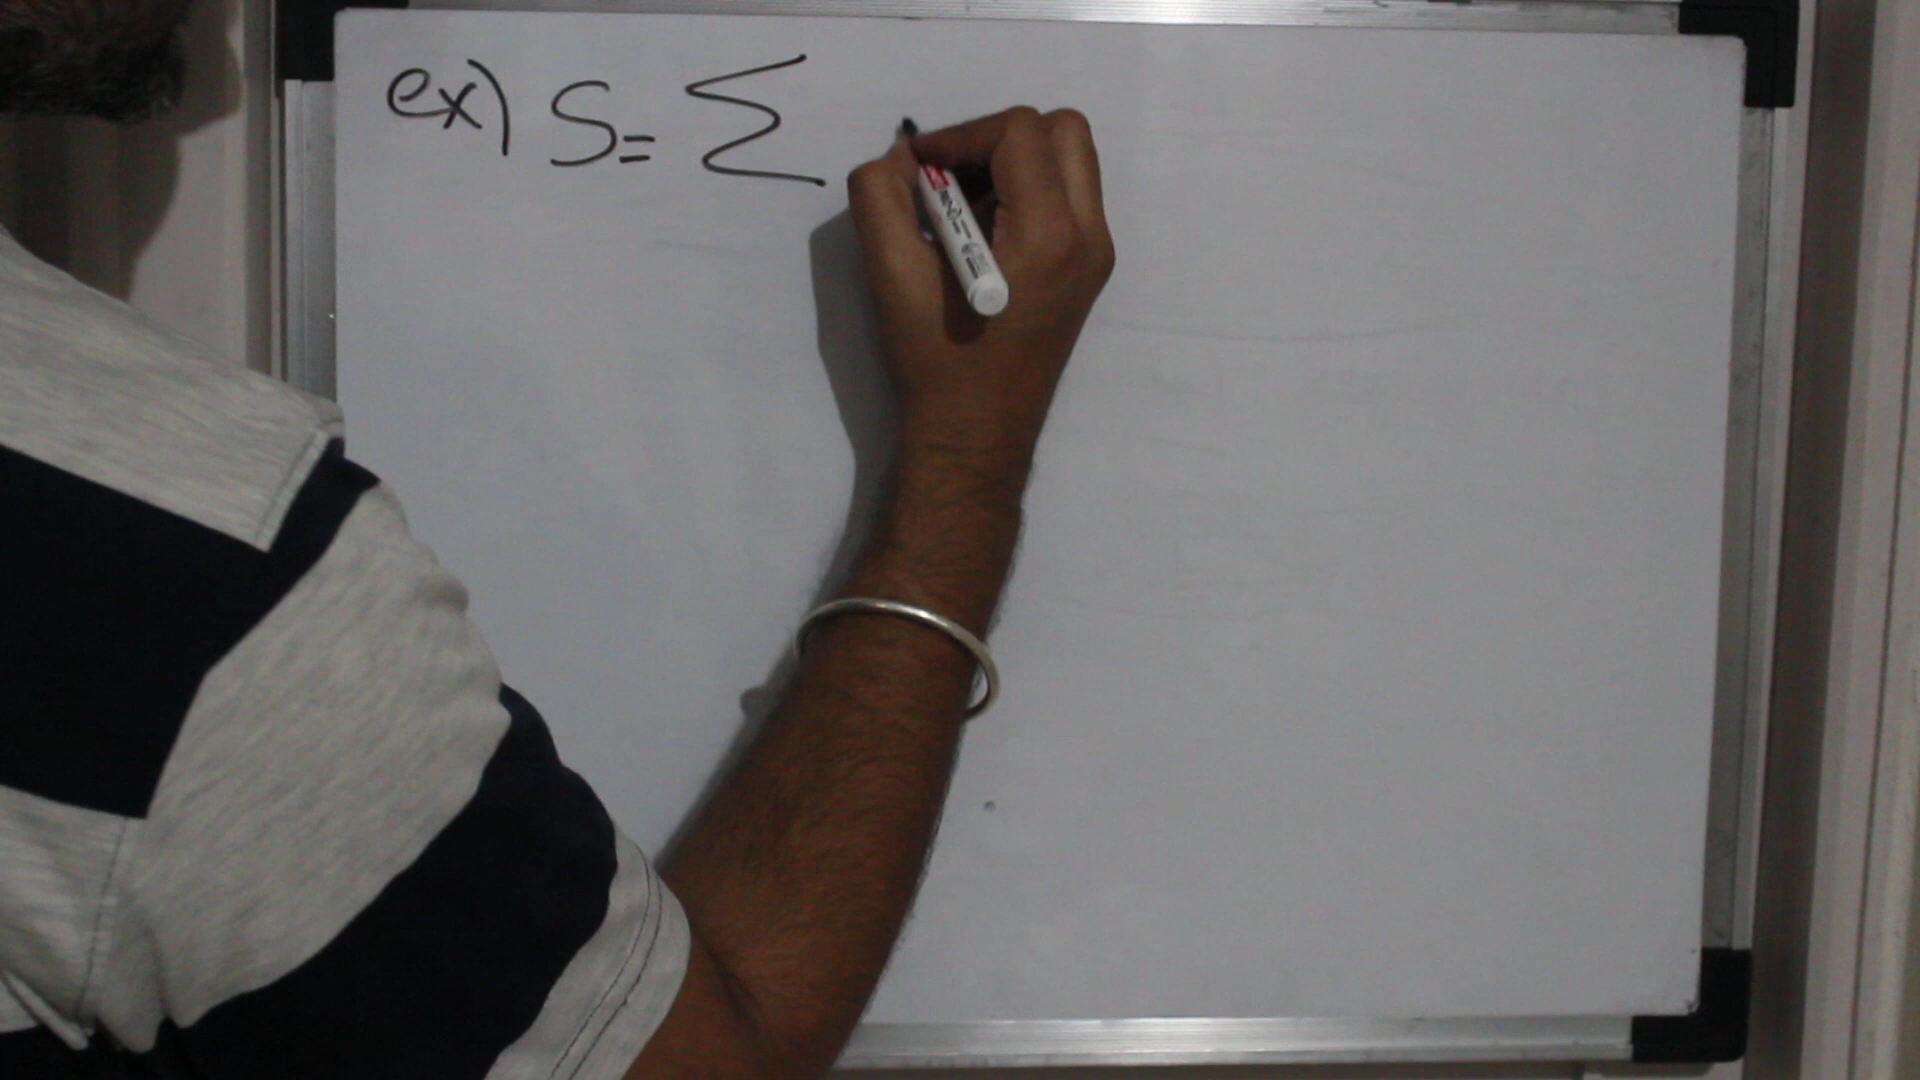 ex) S = Σ